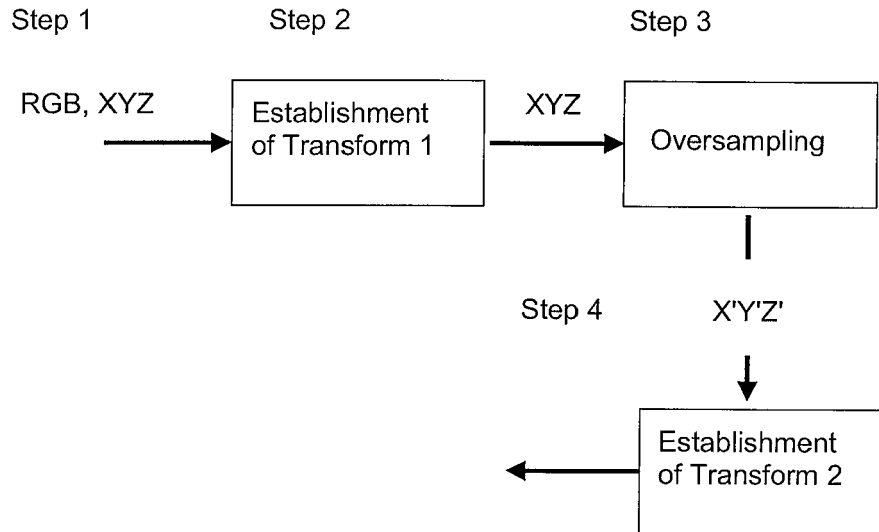 Step 1
Step 2
Step 3
RGB, XYZ
Establishment
of Transform 1
XYZ
Oversampling
Step 4
X'Y'Z'
Establishment
of Transform 2